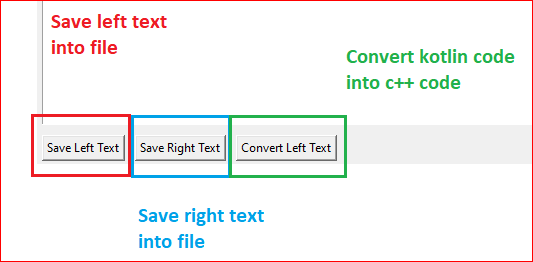 Save left text
into file
Convert kotlin code
into c++ code
Save Left Text
Save Right Text
Convert Left Text
Save right text
into file